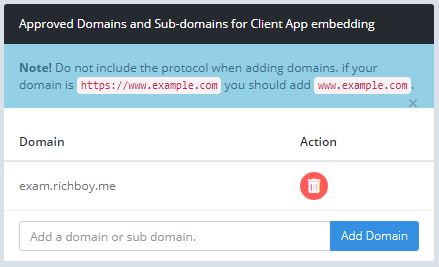 Approved Domains and Sub-domains for Client App embedding
Note! Do not include the protocol when adding domains. if your
domain is https://www.example.com you should add www.example.com.
×
Domain Action
exam.richboy.me
Add a domain or sub domain. Add Domain